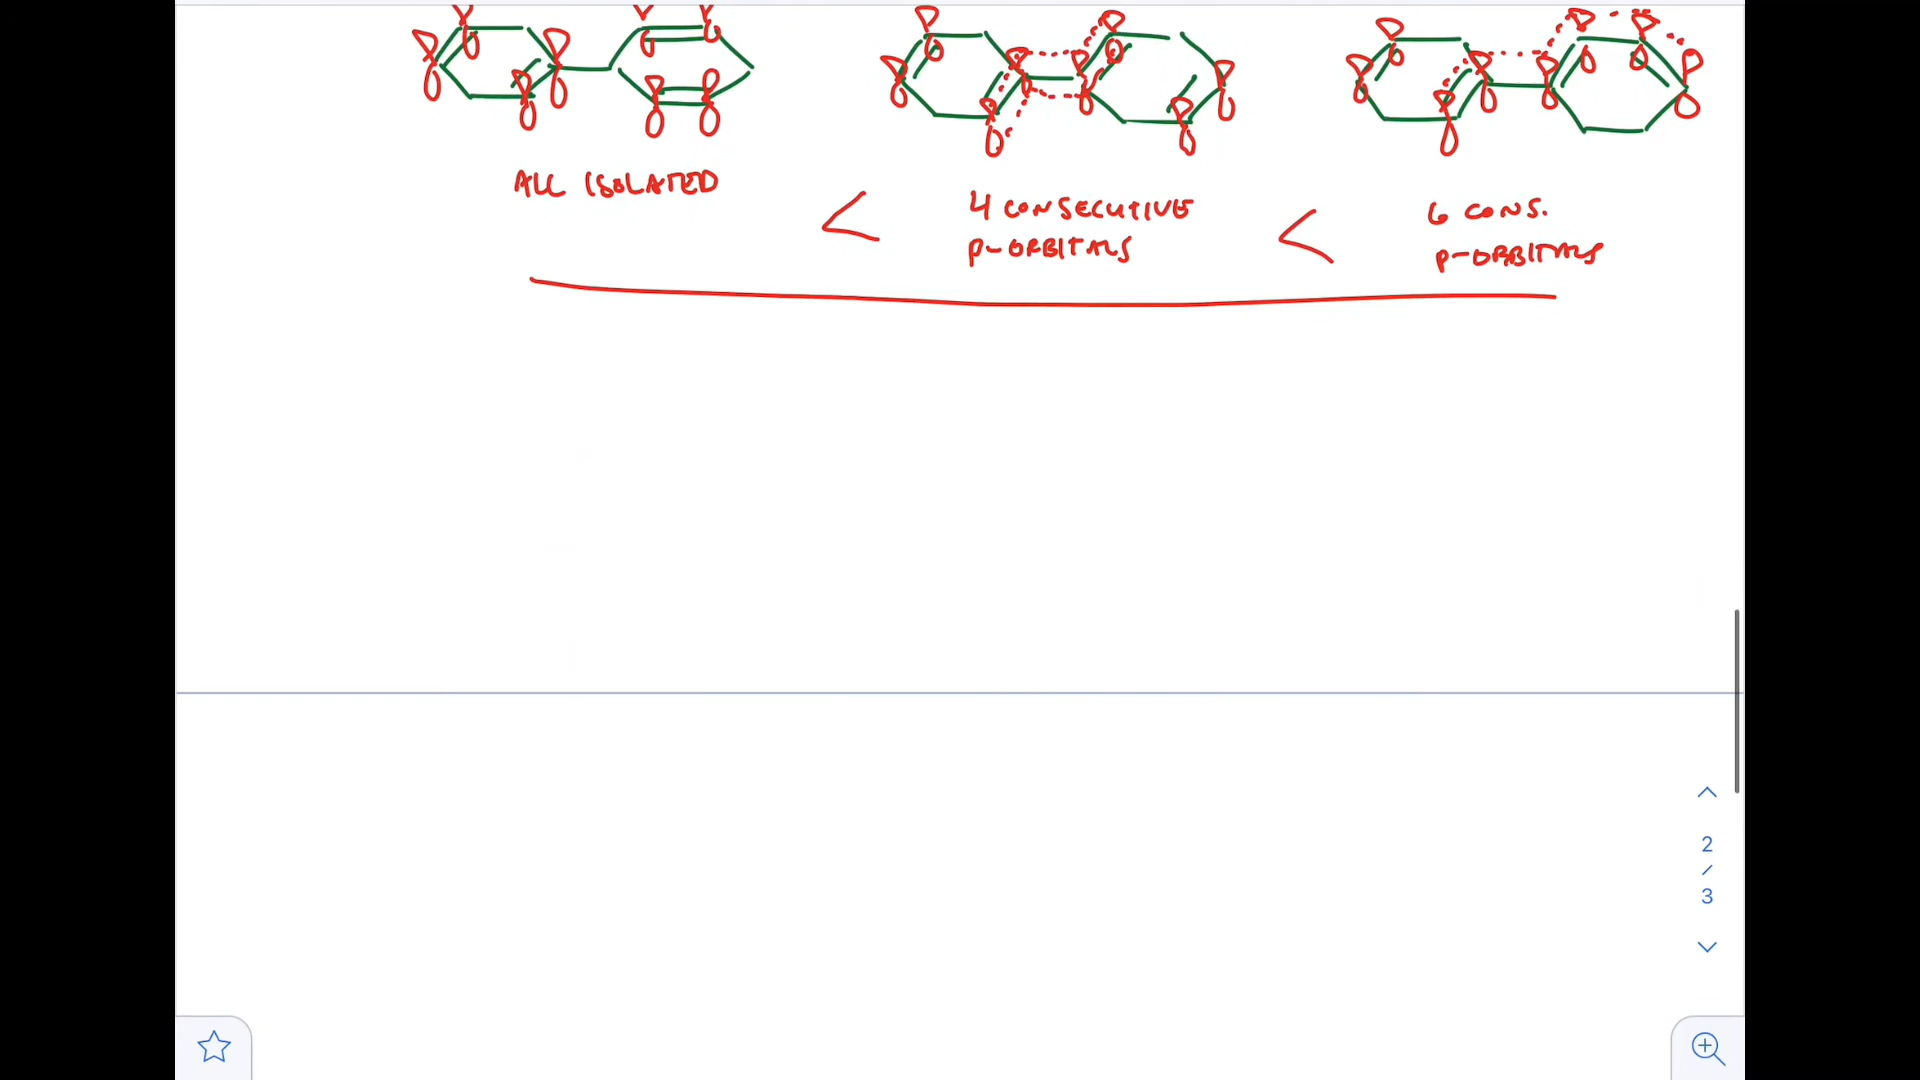 ALL ISOLATED
<
4 CONSECUTIVE
P-ORBITALS
<
6 CONS.
P-ORBITALS
2
/
3